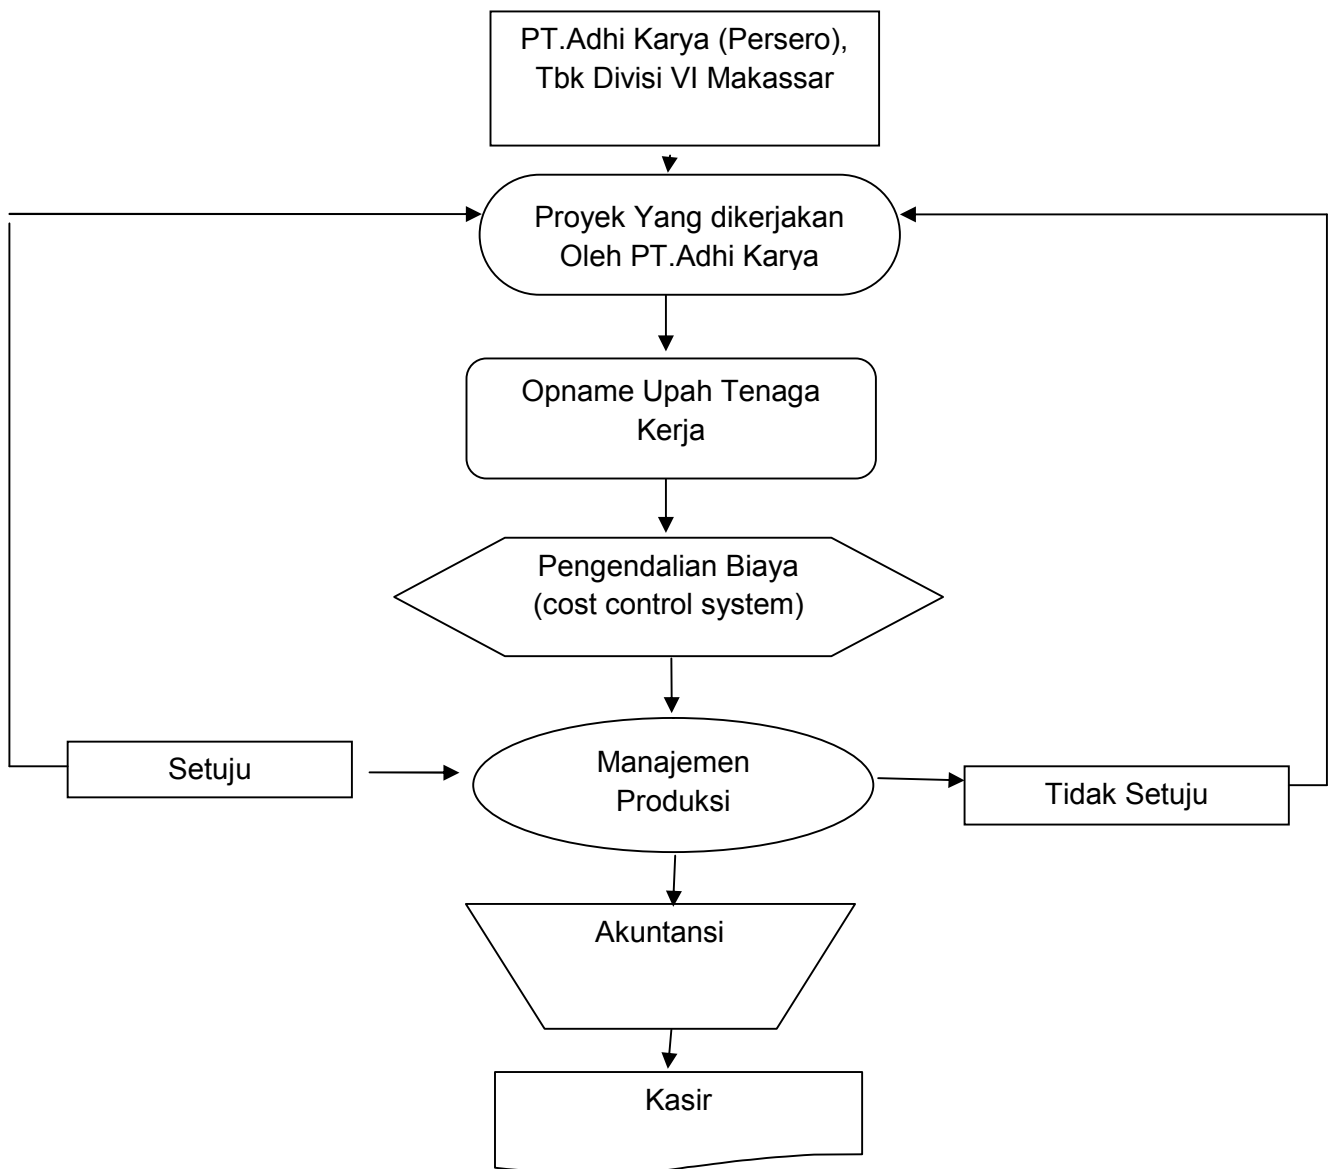 PT.Adhi Karya (Persero),
Tbk Divisi VI Makassar
Proyek Yang dikerjakan
Oleh PT.Adhi Karya
Opname Upah Tenaga
Kerja
Pengendalian Biaya
(cost control system)
Setuju
Manajemen
Produksi
Tidak Setuju
Akuntansi
Kasir